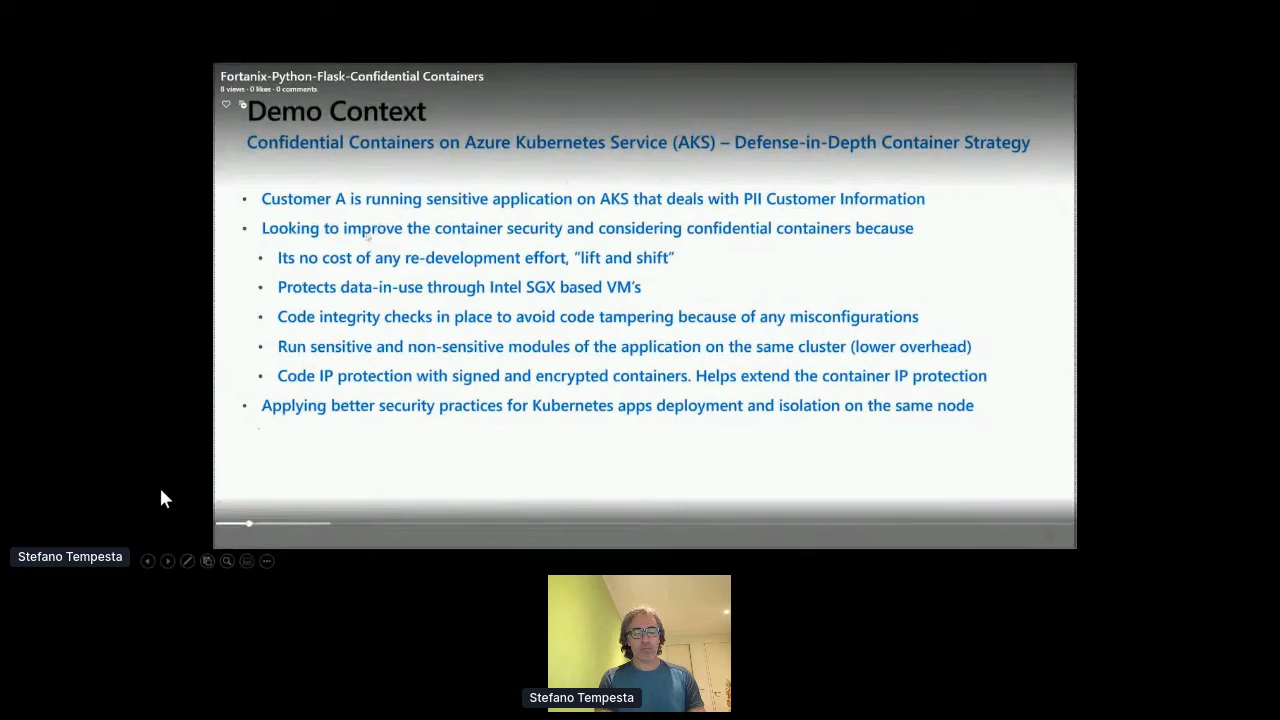 Fortanix-Python-Flask-Confidential Containers
8 views · 0 likes · 0 comments
Demo Context
Confidential Containers on Azure Kubernetes Service (AKS) – Defense-in-Depth Container Strategy
• Customer A is running sensitive application on AKS that deals with PII Customer Information
• Looking to improve the container security and considering confidential containers because
• Its no cost of any re-development effort, "lift and shift"
• Protects data-in-use through Intel SGX based VM's
• Code integrity checks in place to avoid code tampering because of any misconfigurations
• Run sensitive and non-sensitive modules of the application on the same cluster (lower overhead)
• Code IP protection with signed and encrypted containers. Helps extend the container IP protection
• Applying better security practices for Kubernetes apps deployment and isolation on the same node
Stefano Tempesta
Stefano Tempesta